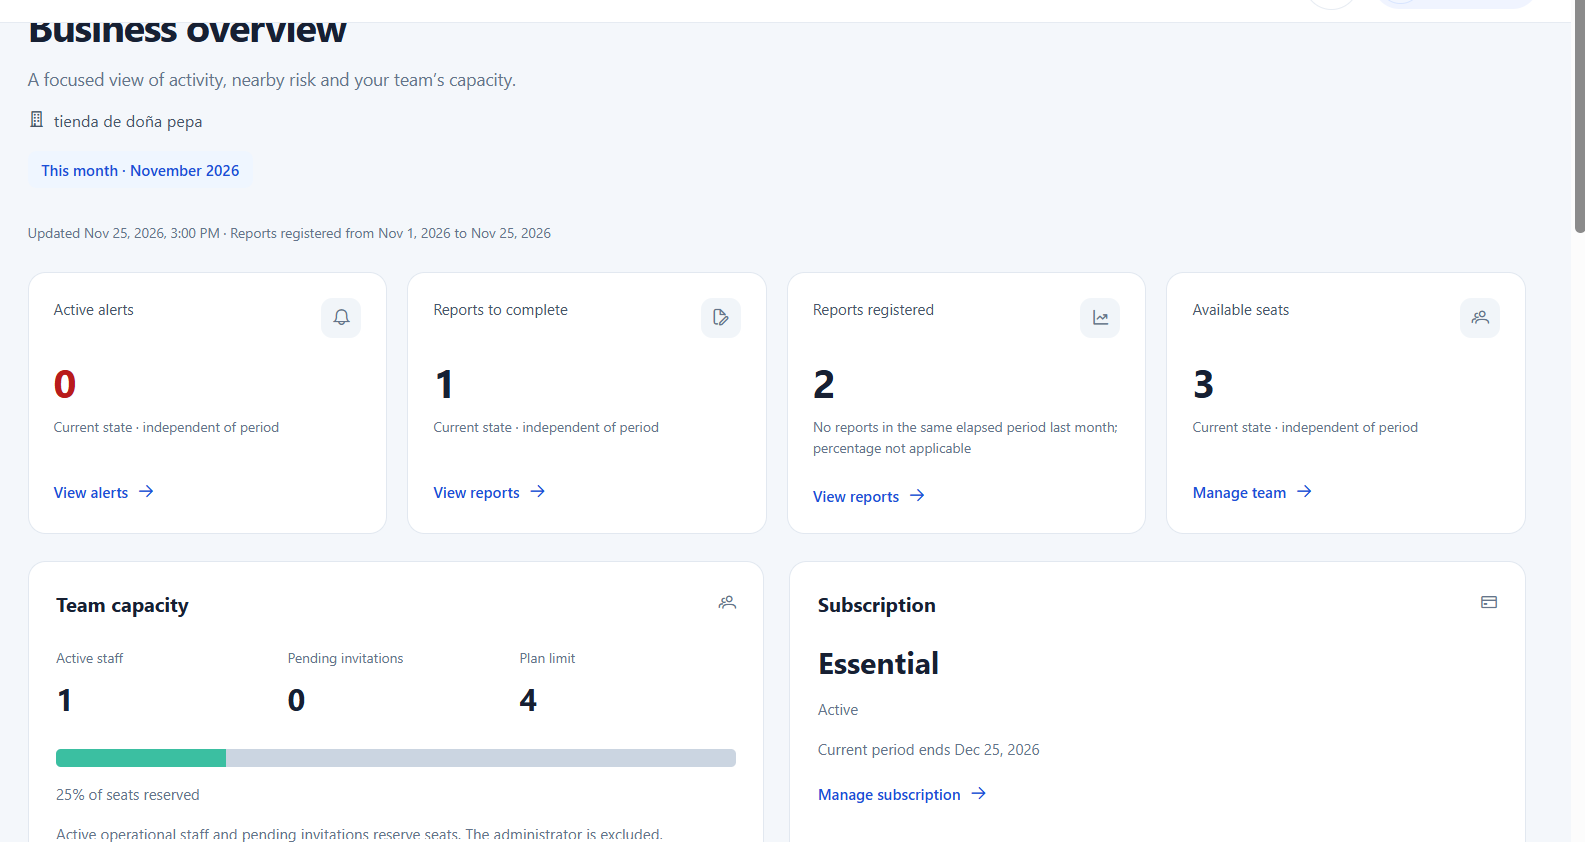 Business overview
A focused view of activity, nearby risk and your team’s capacity.
tienda de doña pepa
This month · November 2026
Updated Nov 25, 2026, 3:00 PM · Reports registered from Nov 1, 2026 to Nov 25, 2026
Active alerts
0
Current state · independent of period
View alerts
Reports to complete
1
Current state · independent of period
View reports
Reports registered
2
No reports in the same elapsed period last month;
percentage not applicable
View reports
Available seats
3
Current state · independent of period
Manage team
Team capacity
Active staff
1
Pending invitations
0
Plan limit
4
25% of seats reserved
Active operational staff and pending invitations reserve seats. The administrator is excluded.
Subscription
Essential
Active
Current period ends Dec 25, 2026
Manage subscription